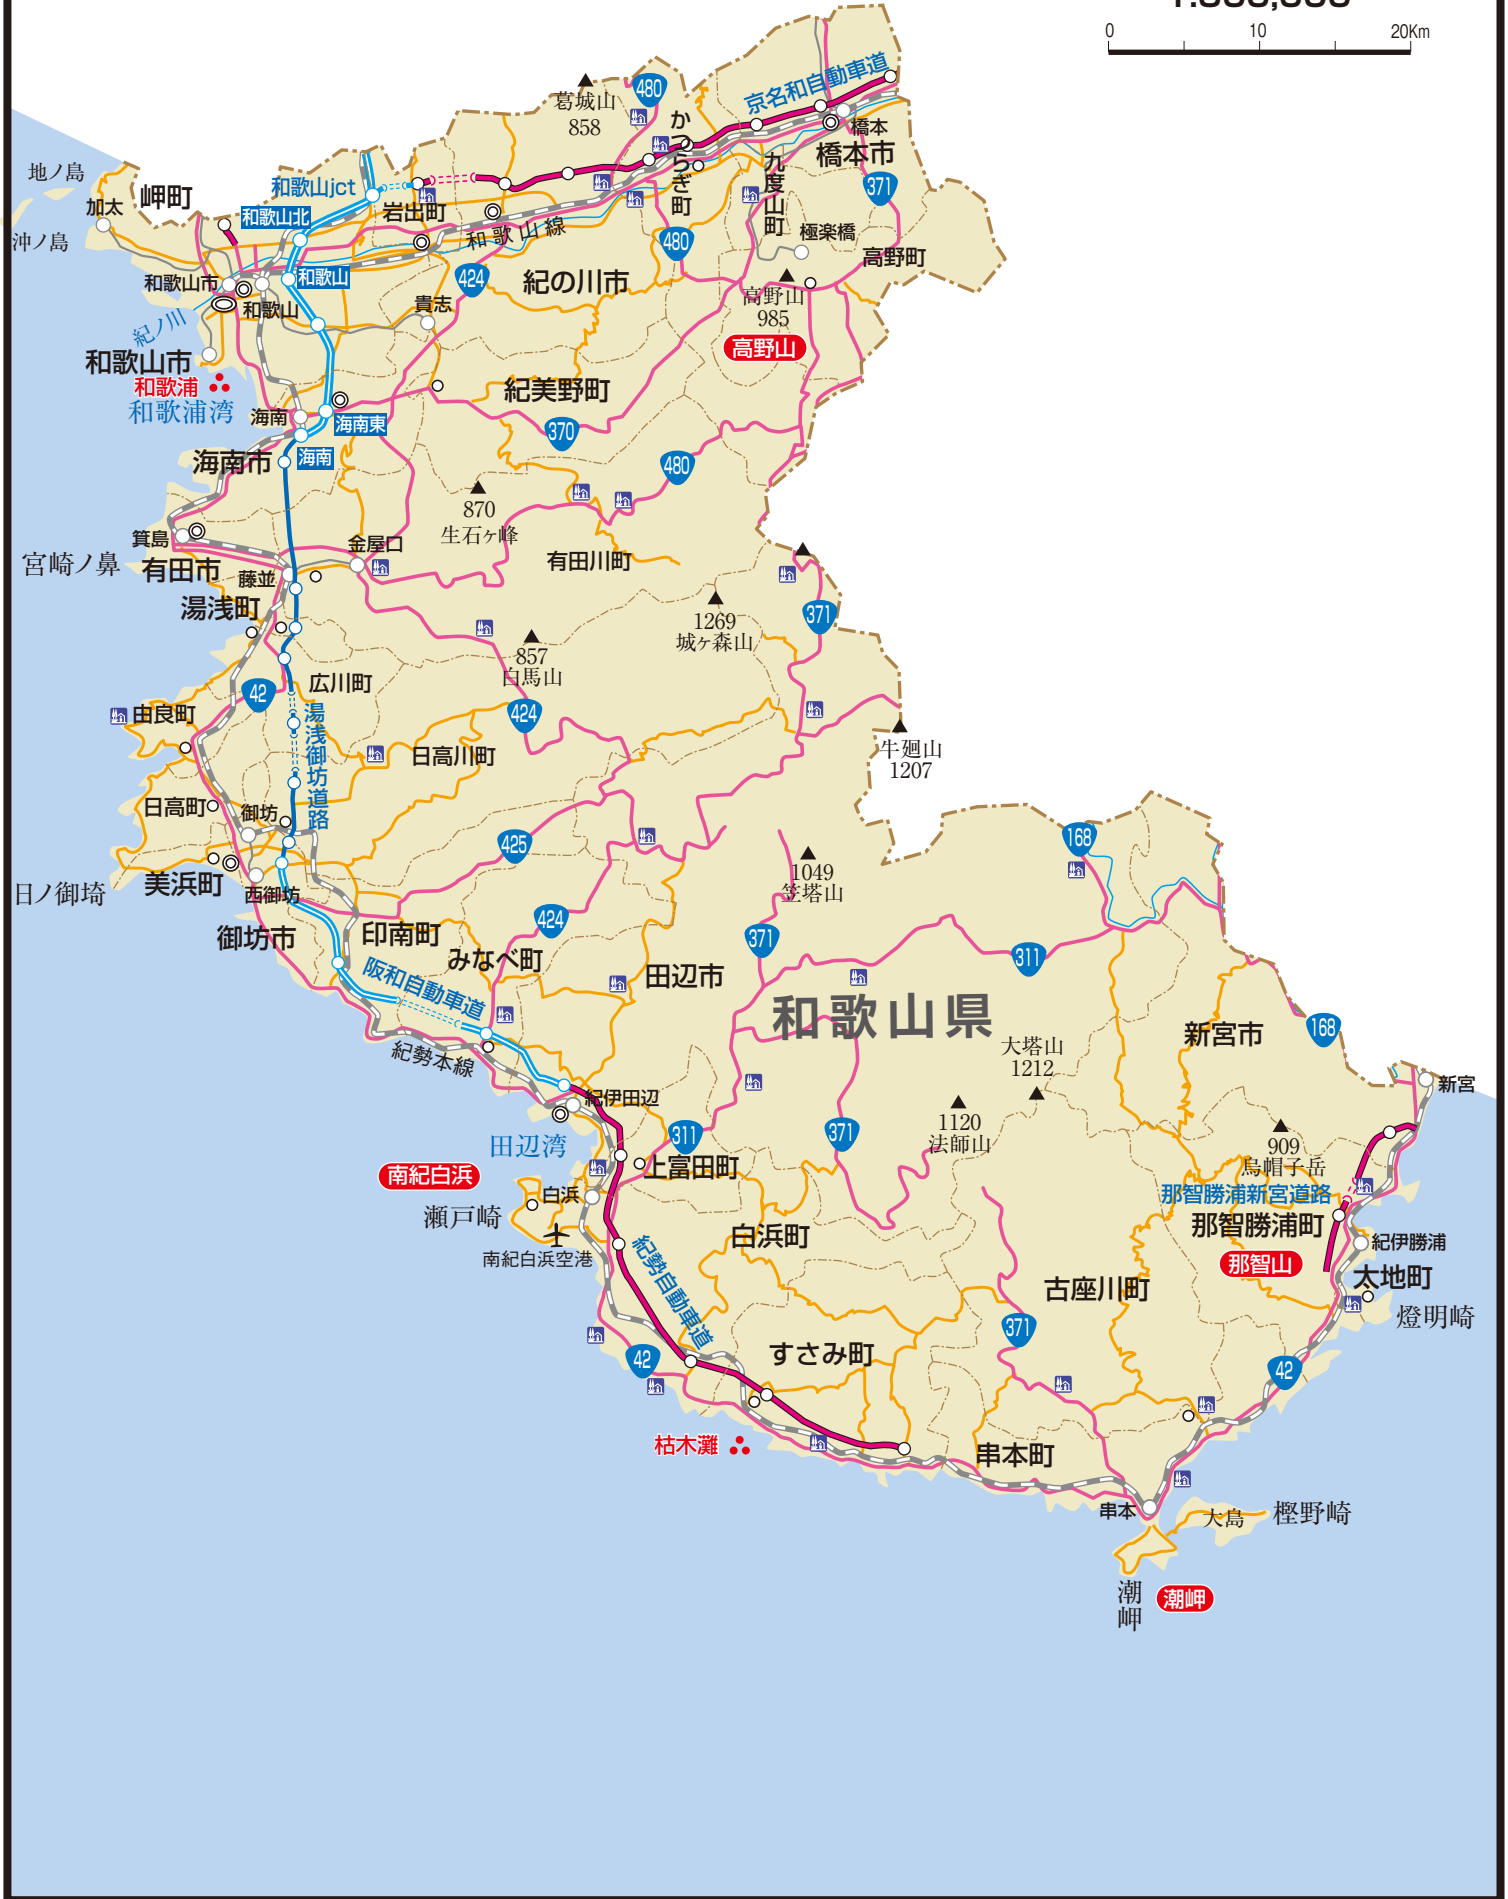 0 10 20Km
葛城山
858
480
京名和自動車道
かつらぎ町
橋本
橋本市
九度山町
371
地ノ島
加太
岬町
沖ノ島
和歌山jct
和歌山北
岩出町
和歌山線
480
極楽橋
高野町
和歌山市
和歌山
和歌山
424
紀の川市
貴志
高野山
985
高野山
紀ノ川
和歌山市
和歌浦
和歌浦湾
紀美野町
海南
海南東
370
海南市
海南
480
870
生石ヶ峰
箕島
金屋口
宮崎ノ鼻
有田市
藤並
有田川町
湯浅町
1269
城ヶ森山
371
857
白馬山
広川町
42
由良町
湯浅御坊道路
424
日高川町
牛廻山
1207
日高町
御坊
425
168
1049
笠塔山
日ノ御埼
美浜町
西御坊
御坊市
印南町
424
みなべ町
371
311
田辺市
阪和自動車道
和歌山県
新宮市
168
紀勢本線
大塔山
1212
新宮
紀伊田辺
田辺湾
311
371
1120
法師山
909
烏帽子岳
南紀白浜
上富田町
白浜
那智勝浦新宮道路
瀬戸崎
白浜町
那智勝浦町
南紀白浜空港
紀勢自動車道
紀伊勝浦
那智山
太地町
古座川町
燈明崎
371
42
すさみ町
42
枯木灘
串本町
串本
大島
樫野崎
潮岬
潮岬